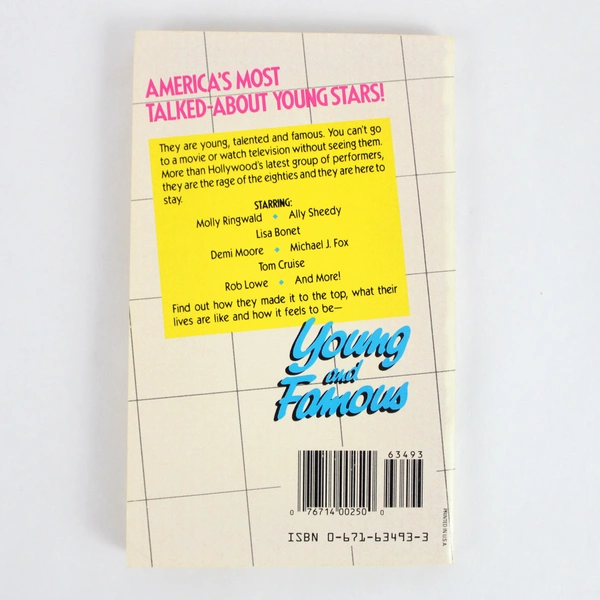 AMERICA'S MOST
TALKED-ABOUT YOUNG STARS!
They are young, talented and famous. You can't go
to a movie or watch television without seeing them.
More than Hollywood's latest group of performers,
they are the rage of the eighties and they are here to
stay.
STARRING:
Molly Ringwald • Ally Sheedy
Lisa Bonet
Demi Moore • Michael J. Fox
Tom Cruise
Rob Lowe • And More!
Find out how they made it to the top, what their
lives are like and how it feels to be—
Young
and
Famous
63493
0 76714 00250 0
ISBN 0-671-63493-3
PRINTED IN U.S.A.